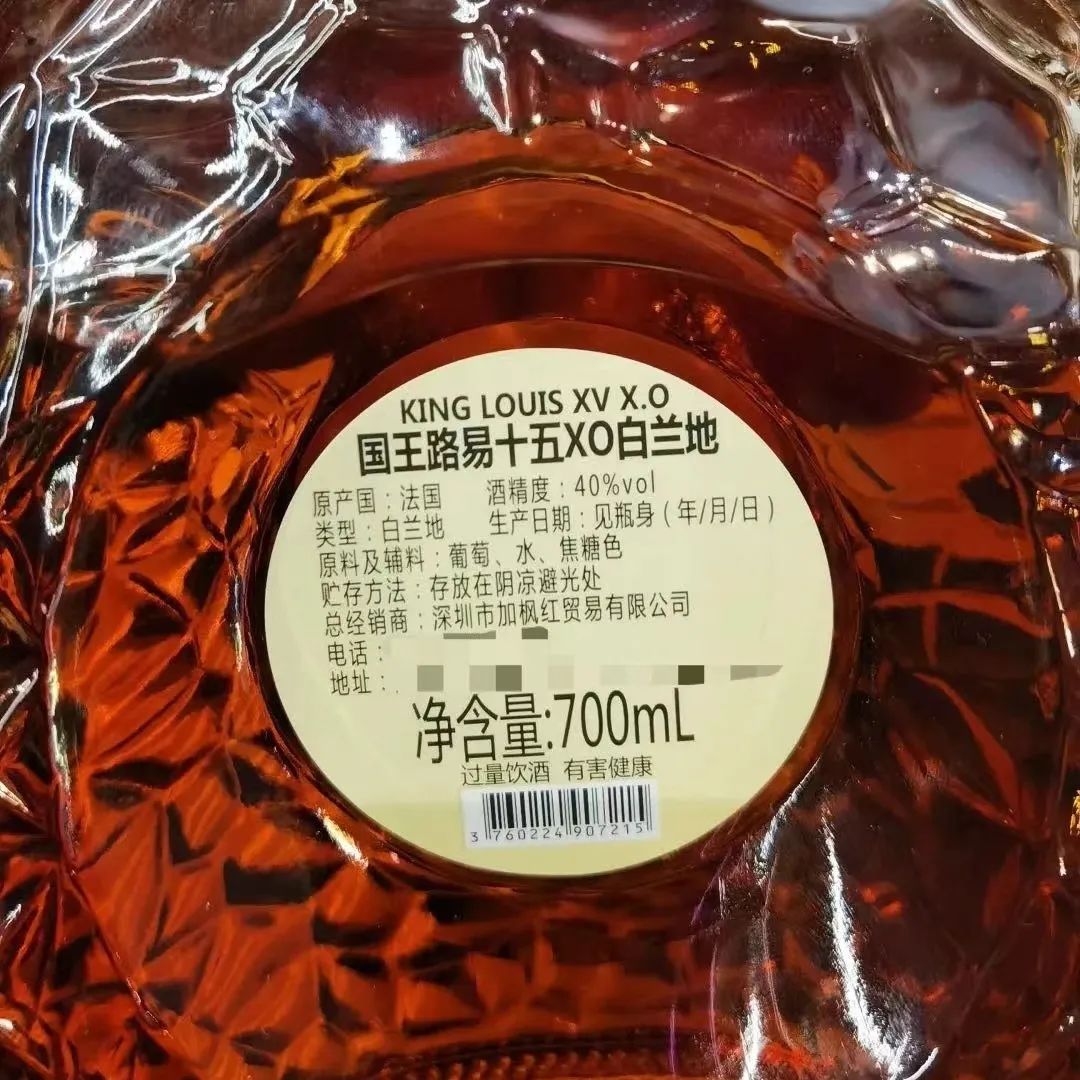 KING LOUIS XV X.O
国王路易十五XO白兰地
原产国：法国 酒精度：40%vol
类型：白兰地 生产日期：见瓶身（年/月/日）
原料及辅料：葡萄、水、焦糖色
贮存方法：存放在阴凉避光处
总经销商：深圳市加枫红贸易有限公司
电话：
地址：
净含量:700mL
过量饮酒 有害健康
3 760224 907215